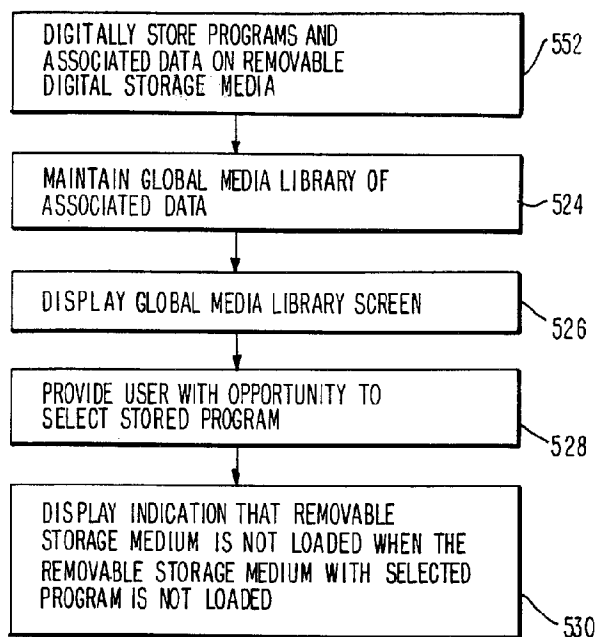 DIGITALLY STORE PROGRAMS AND
ASSOCIATED DATA ON REMOVABLE
DIGITAL STORAGE MEDIA
552
MAINTAIN GLOBAL MEDIA LIBRARY OF
ASSOCIATED DATA
524
DISPLAY GLOBAL MEDIA LIBRARY SCREEN
526
PROVIDE USER WITH OPPORTUNITY TO
SELECT STORED PROGRAM
528
DISPLAY INDICATION THAT REMOVABLE
STORAGE MEDIUM IS NOT LOADED WHEN THE
REMOVABLE STORAGE MEDIUM WITH SELECTED
PROGRAM IS NOT LOADED
530